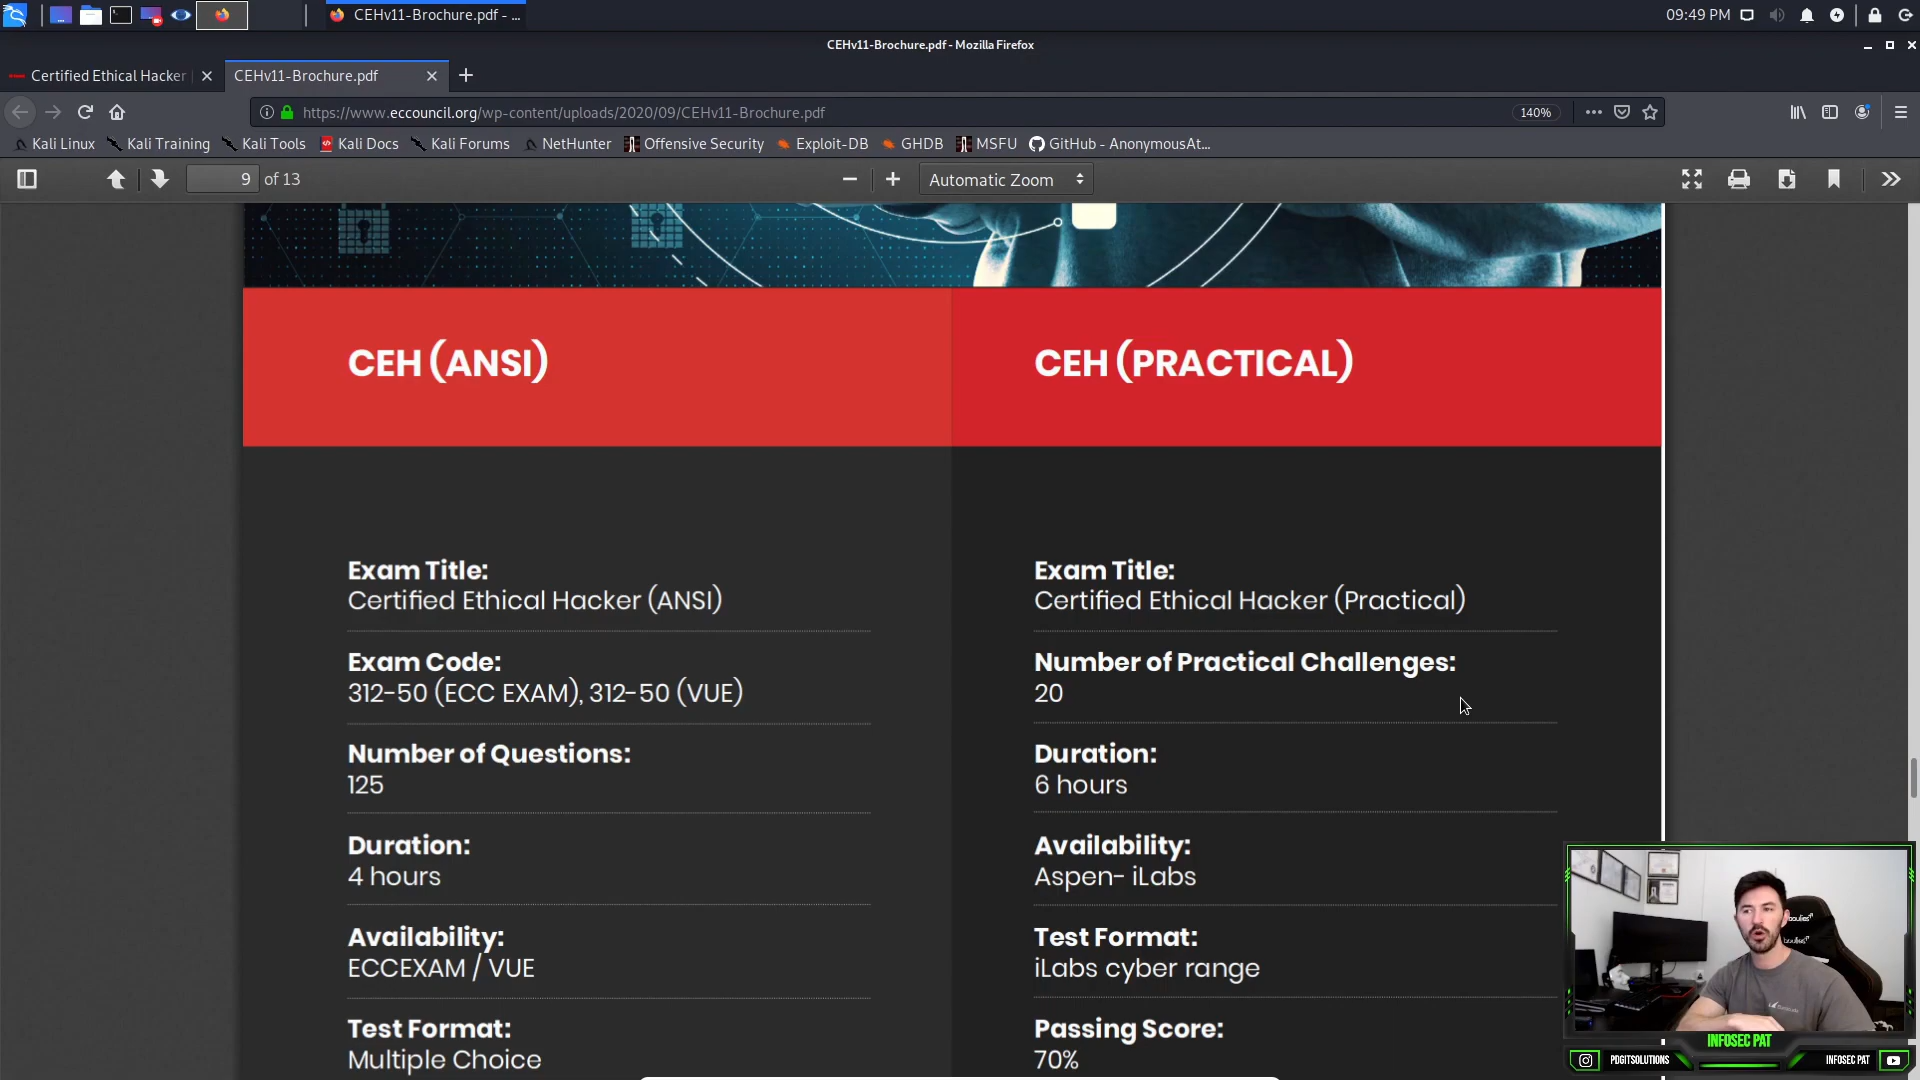 CEHv11-Brochure.pdf - ...
09:49 PM
CEHv11-Brochure.pdf - Mozilla Firefox
Certified Ethical Hacker
CEHv11-Brochure.pdf
https://www.eccouncil.org/wp-content/uploads/2020/09/CEHv11-Brochure.pdf
140%
Kali Linux
Kali Training
Kali Tools
Kali Docs
Kali Forums
NetHunter
Offensive Security
Exploit-DB
GHDB
MSFU
GitHub - AnonymousAt...
9 of 13
Automatic Zoom
CEH (ANSI)
Exam Title:
Certified Ethical Hacker (ANSI)
Exam Code:
312-50 (ECC EXAM), 312-50 (VUE)
Number of Questions:
125
Duration:
4 hours
Availability:
ECCEXAM / VUE
Test Format:
Multiple Choice
CEH (PRACTICAL)
Exam Title:
Certified Ethical Hacker (Practical)
Number of Practical Challenges:
20
Duration:
6 hours
Availability:
Aspen- iLabs
Test Format:
iLabs cyber range
Passing Score:
70%
INFOSEC PAT
PDGITSOLUTIONS
INFOSEC PAT